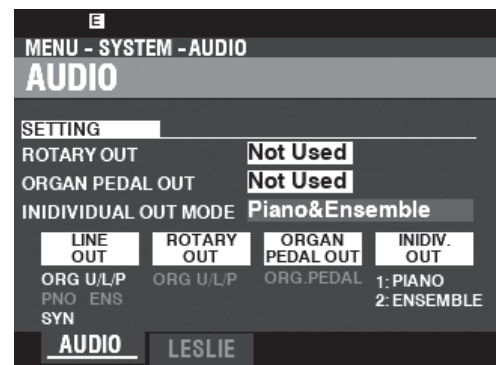 E
MENU - SYSTEM - AUDIO
AUDIO
SETTING
ROTARY OUT Not Used
ORGAN PEDAL OUT Not Used
INIDIVIDUAL OUT MODE Piano&Ensemble
LINE OUT ROTARY OUT ORGAN PEDAL OUT INIDIV. OUT
ORG U/L/P ORG U/L/P ORG.PEDAL 1: PIANO
PNO ENS 2: ENSEMBLE
SYN
AUDIO LESLIE